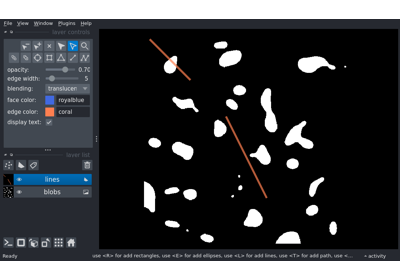 File View Window Plugins Help
layer controls
opacity: 0.70
edge width: 5
blending: translucen
face color: royalblue
edge color: coral
display text:
layer list
lines
blobs
Ready
use <R> for add rectangles, use <E> for add ellipses, use <L> for add lines, use <T> for add path, use <...
activity